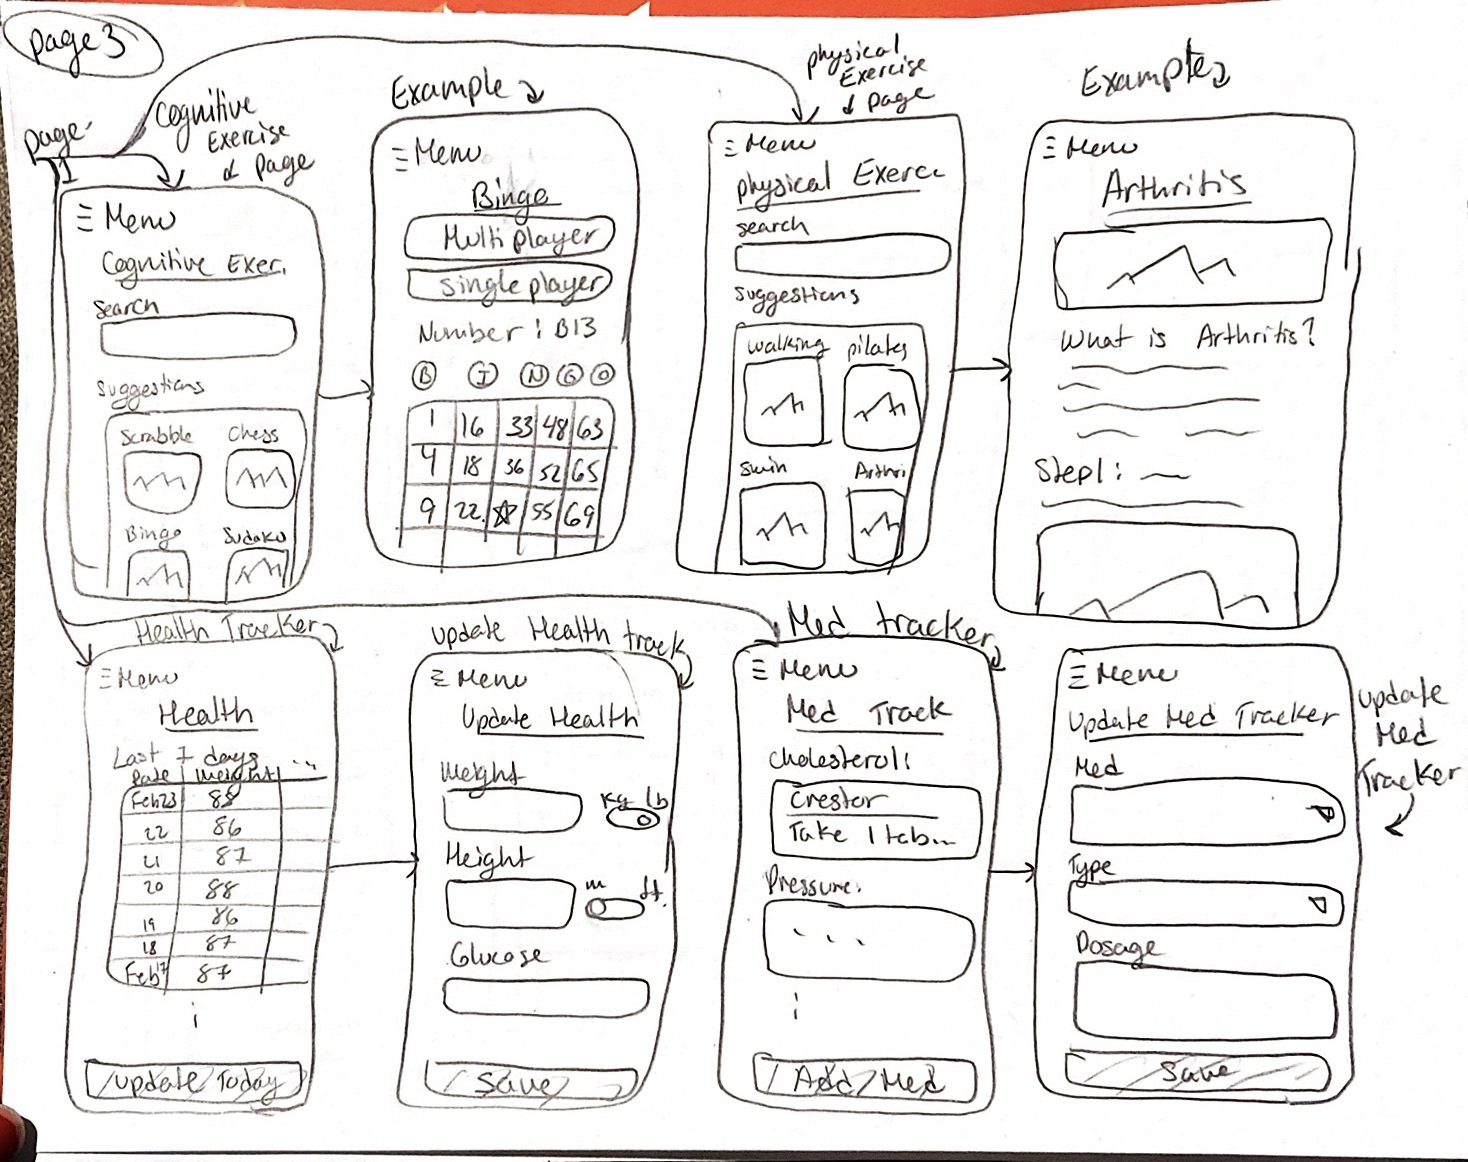 page 3
page
1
Cognitive
Exercise
Page
☰ Menu
Cognitive Exer.
search
Suggestions
Scrabble Chess
Bingo Sudoku
Example
☰ Menu
Bingo
Multiplayer
Single player
Number : B13
B I N G O
1 16 33 48 63
4 18 36 52 65
9 22 ☆ 55 69
physical
Exercise
page
☰ Menu
physical Exerc
search
Suggestions
walking pilates
Swim Arthri
Example
☰ Menu
Arthritis
What is Arthritis?
Step1:
Health Tracker
☰ Menu
Health
Last 7 days
Date Weight ...
Feb23 85
22 86
21 87
20 88
19 86
18 87
Feb17 87
Update Today
update Health track
☰ Menu
Update Health
Weight
Kg lb
Height
m ft.
Glucose
Save
Med tracker
☰ Menu
Med Track
Cholesterol:
Crestor
Take 1 tab...
Pressure:
...
Add Med
☰ Menu
Update Med Tracker
Med
Type
Dosage
Save
update
Med
Tracker